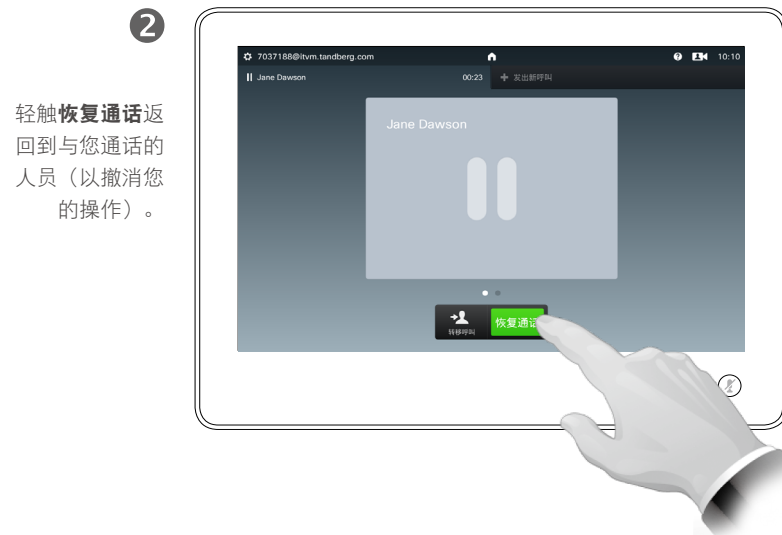 2
轻触恢复通话返
回到与您通话的
人员（以撤消您
的操作）。
7037188@itvm.tandberg.com
10:10
Jane Dawson 00:23
发出新呼叫
Jane Dawson
转移呼叫
恢复通话